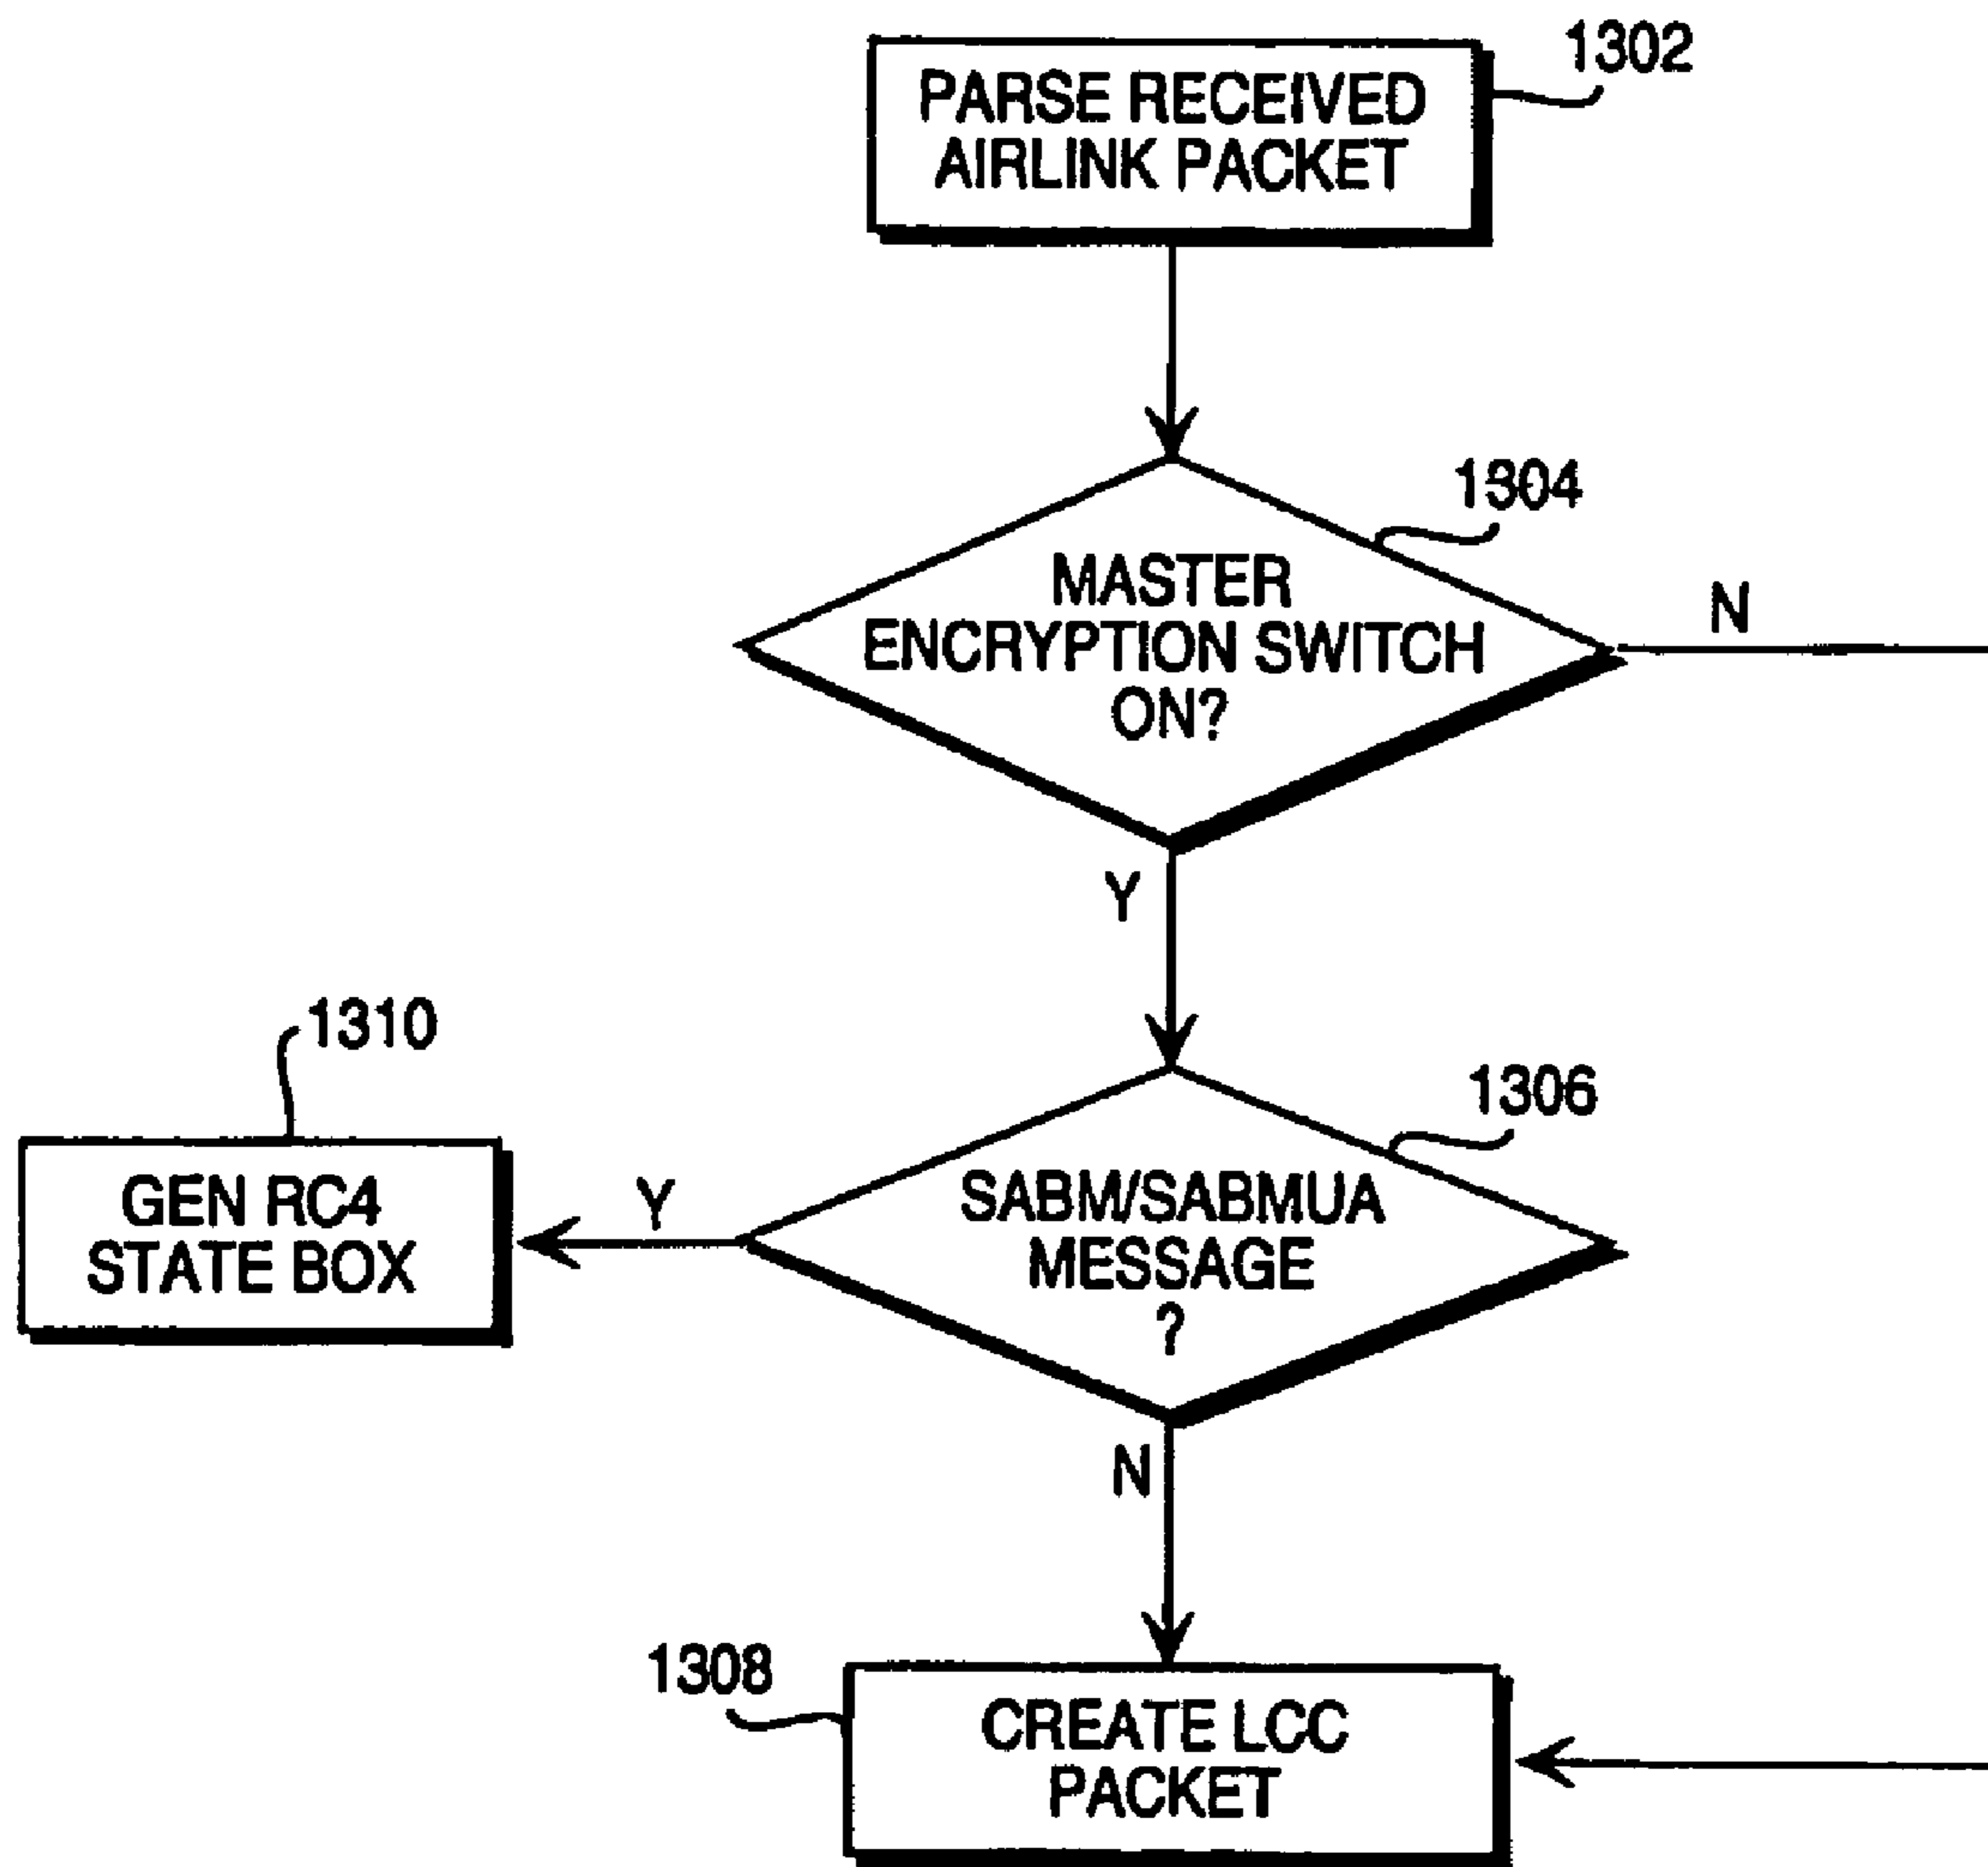 1302
PARSE RECEIVED
AIRLINK PACKET
1304
MASTER
ENCRYPTION SWITCH
ON?
N
Y
1310
1306
GEN RC4
STATE BOX
Y
SABM/SABMUA
MESSAGE
?
N
1308
CREATE LCC
PACKET